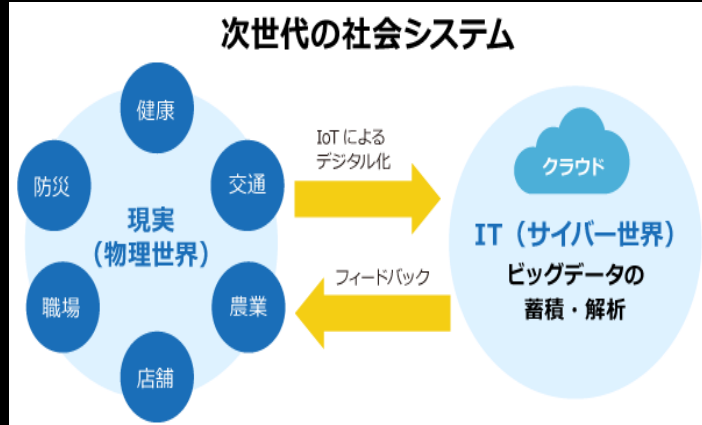 次世代の社会システム
健康
防災
交通
現実
(物理世界)
職場
農業
店舗
IoTによる
デジタル化
フィードバック
クラウド
IT(サイバー世界)
ビッグデータの
蓄積・解析